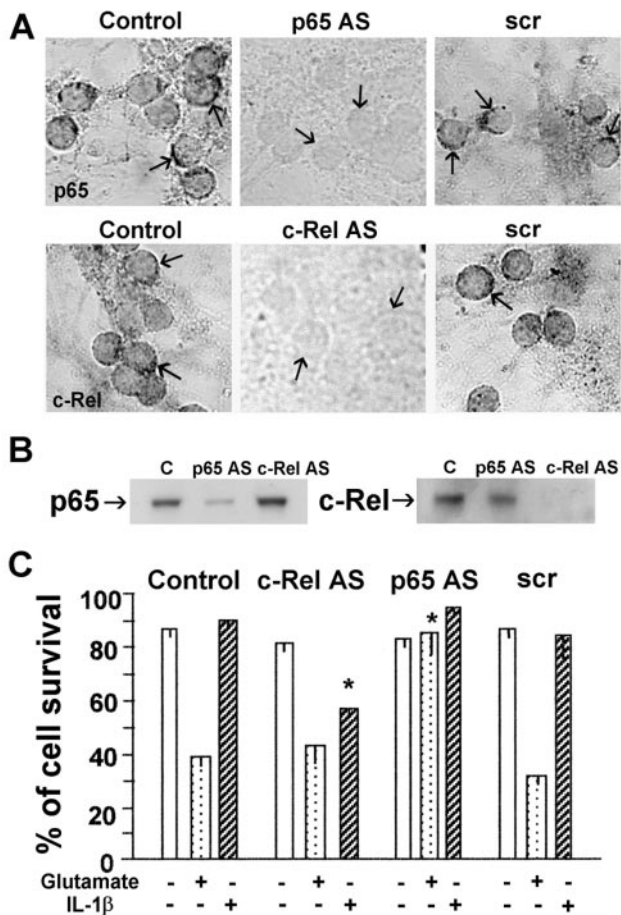 A
Control p65 AS scr
p65
Control c-Rel AS scr
c-Rel
B
C p65 AS c-Rel AS C p65 AS c-Rel AS
p65→ c-Rel→
C
Control c-Rel AS p65 AS scr
% of cell survival
100
80
60
40
20
0
*
*
Glutamate - + - - + - - + - - + -
IL-1β - - + - - + - - + - - +